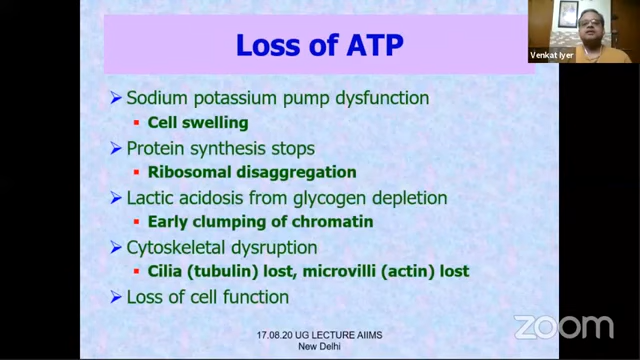 Loss of ATP
Venkat Iyer
Sodium potassium pump dysfunction
Cell swelling
Protein synthesis stops
Ribosomal disaggregation
Lactic acidosis from glycogen depletion
Early clumping of chromatin
Cytoskeletal dysruption
Cilia (tubulin) lost, microvilli (actin) lost
Loss of cell function
17.08.20 UG LECTURE AIIMS
New Delhi
zoom